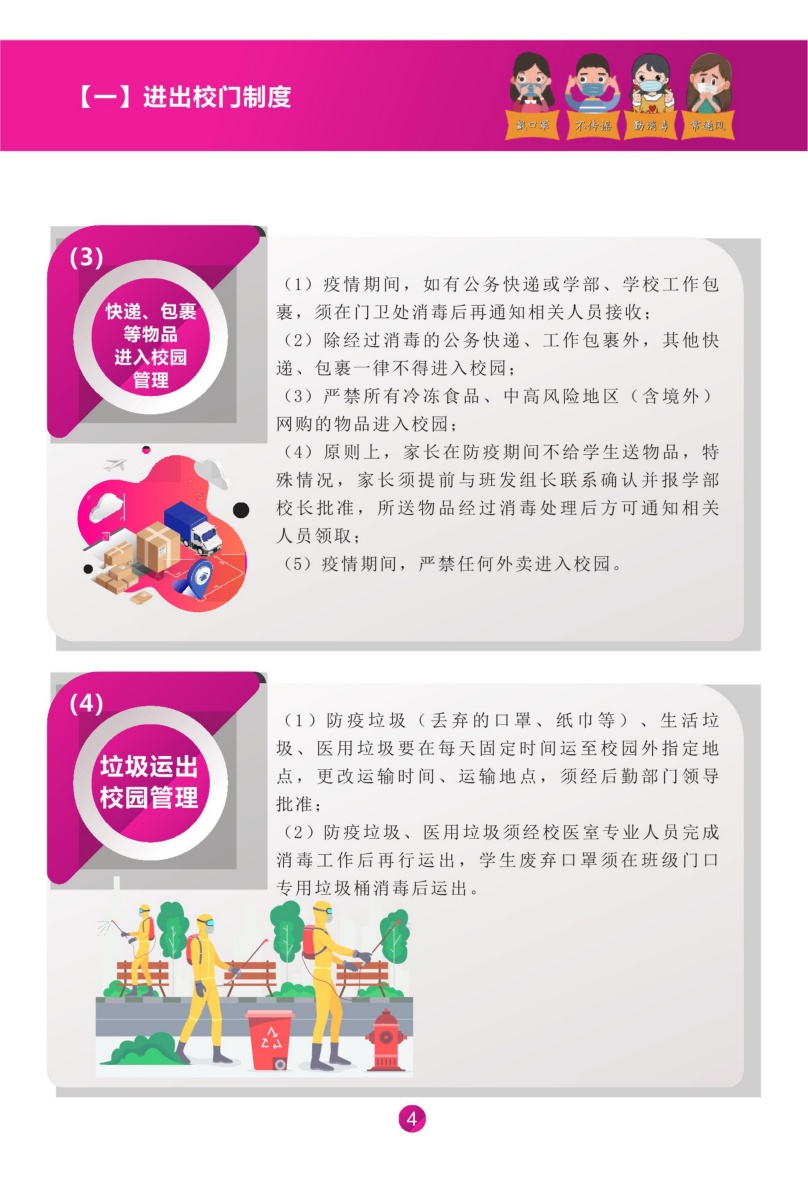 【一】进出校门制度
戴口罩 不传谣 勤消毒 常通风
(3)
快递、包裹
等物品
进入校园
管理
（1）疫情期间，如有公务快递或学部、学校工作包
裹，须在门卫处消毒后再通知相关人员接收；
（2）除经过消毒的公务快递、工作包裹外，其他快
递、包裹一律不得进入校园；
（3）严禁所有冷冻食品、中高风险地区（含境外）
网购的物品进入校园；
（4）原则上，家长在防疫期间不给学生送物品，特
殊情况，家长须提前与班发组长联系确认并报学部
校长批准，所送物品经过消毒处理后方可通知相关
人员领取；
（5）疫情期间，严禁任何外卖进入校园。
(4)
垃圾运出
校园管理
（1）防疫垃圾（丢弃的口罩、纸巾等）、生活垃
圾、医用垃圾要在每天固定时间运至校园外指定地
点，更改运输时间、运输地点，须经后勤部门领导
批准；
（2）防疫垃圾、医用垃圾须经校医室专业人员完成
消毒工作后再行运出，学生废弃口罩须在班级门口
专用垃圾桶消毒后运出。
4